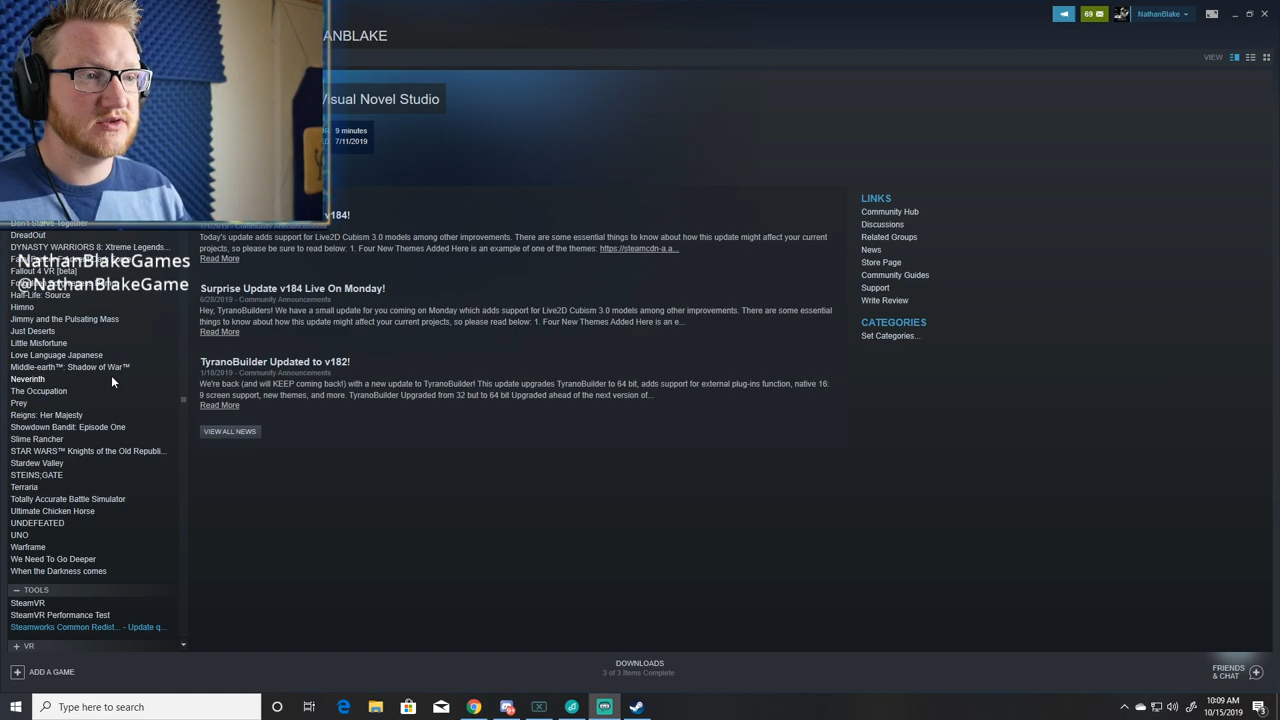 69
NathanBlake
ANBLAKE
VIEW
Visual Novel Studio
9 minutes
7/11/2019
v184!
Today's update adds support for Live2D Cubism 3.0 models among other improvements. There are some essential things to know about how this update might affect your current
projects, so please be sure to read below: 1. Four New Themes Added Here is an example of one of the themes: https://steamcdn-a.a...
Read More
Surprise Update v184 Live On Monday!
6/28/2019 - Community Announcements
Hey, TyranoBuilders! We have a small update for you coming on Monday which adds support for Live2D Cubism 3.0 models among other improvements. There are some essential
things to know about how this update might affect your current projects, so please read below: 1. Four New Themes Added Here is an e...
Read More
TyranoBuilder Updated to v182!
1/18/2019 - Community Announcements
We're back (and will KEEP coming back!) with a new update to TyranoBuilder! This update upgrades TyranoBuilder to 64 bit, adds support for external plug-ins function, native 16:
9 screen support, new themes, and more. TyranoBuilder Upgraded from 32 but to 64 bit Upgraded ahead of the next version of...
Read More
VIEW ALL NEWS
LINKS
Community Hub
Discussions
Related Groups
News
Store Page
Community Guides
Support
Write Review
CATEGORIES
Set Categories...
Don't Starve Together
DreadOut
DYNASTY WARRIORS 8: Xtreme Legends...
NathanBlakeGames
Fallout 4 VR [beta]
@NathanBlakeGame
Half-Life: Source
Himno
Jimmy and the Pulsating Mass
Just Deserts
Little Misfortune
Love Language Japanese
Middle-earth™: Shadow of War™
Neverinth
The Occupation
Prey
Reigns: Her Majesty
Showdown Bandit: Episode One
Slime Rancher
STAR WARS™ Knights of the Old Republi...
Stardew Valley
STEINS;GATE
Terraria
Totally Accurate Battle Simulator
Ultimate Chicken Horse
UNDEFEATED
UNO
Warframe
We Need To Go Deeper
When the Darkness comes
TOOLS
SteamVR
SteamVR Performance Test
Steamworks Common Redist... - Update q...
VR
ADD A GAME
DOWNLOADS
3 of 3 Items Complete
FRIENDS
& CHAT
Type here to search
10:09 AM
10/15/2019